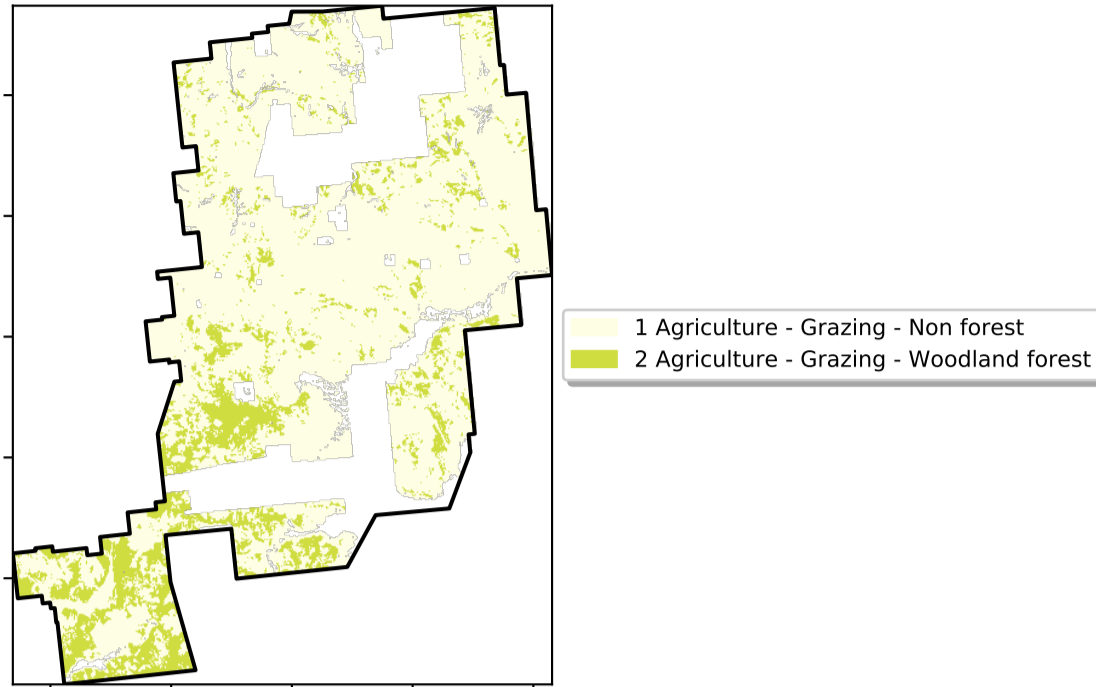 1 Agriculture - Grazing - Non forest
2 Agriculture - Grazing - Woodland forest